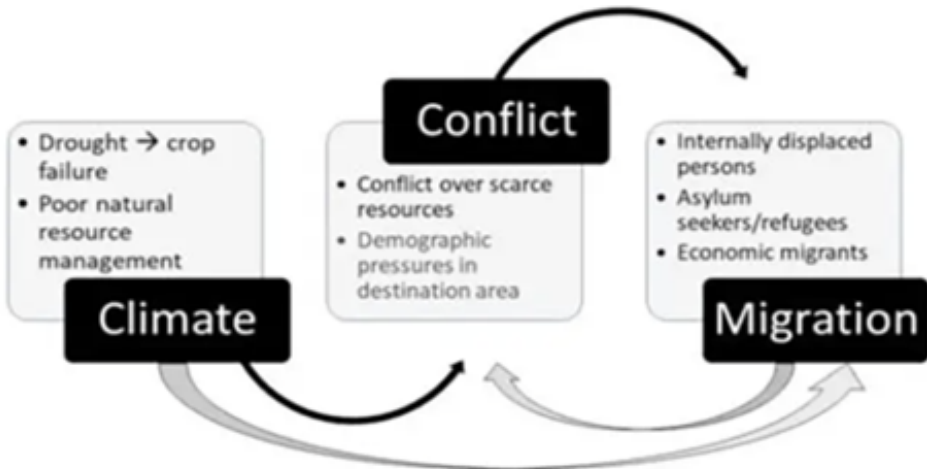 • Drought → crop
failure
• Poor natural
resource
management
Climate
Conflict
• Conflict over scarce
resources
• Demographic
pressures in
destination area
• Internally displaced
persons
• Asylum
seekers/refugees
• Economic migrants
Migration